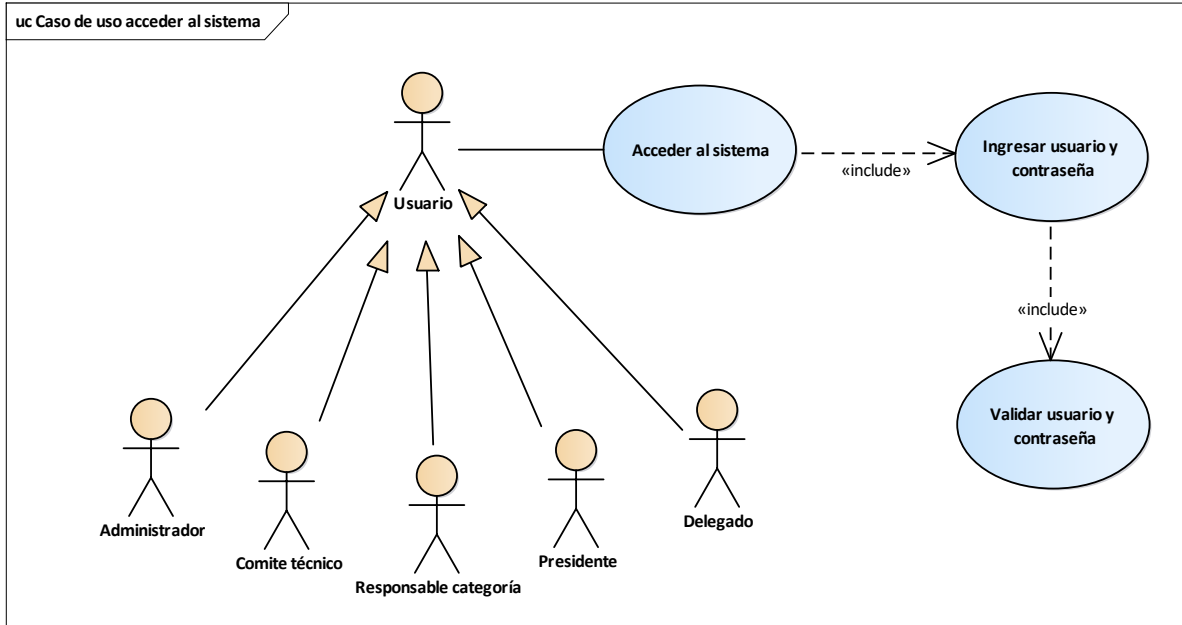 uc Caso de uso acceder al sistema
Usuario
Acceder al sistema
«include»
Ingresar usuario y
contraseña
«include»
Validar usuario y
contraseña
Administrador
Comite técnico
Responsable categoría
Presidente
Delegado